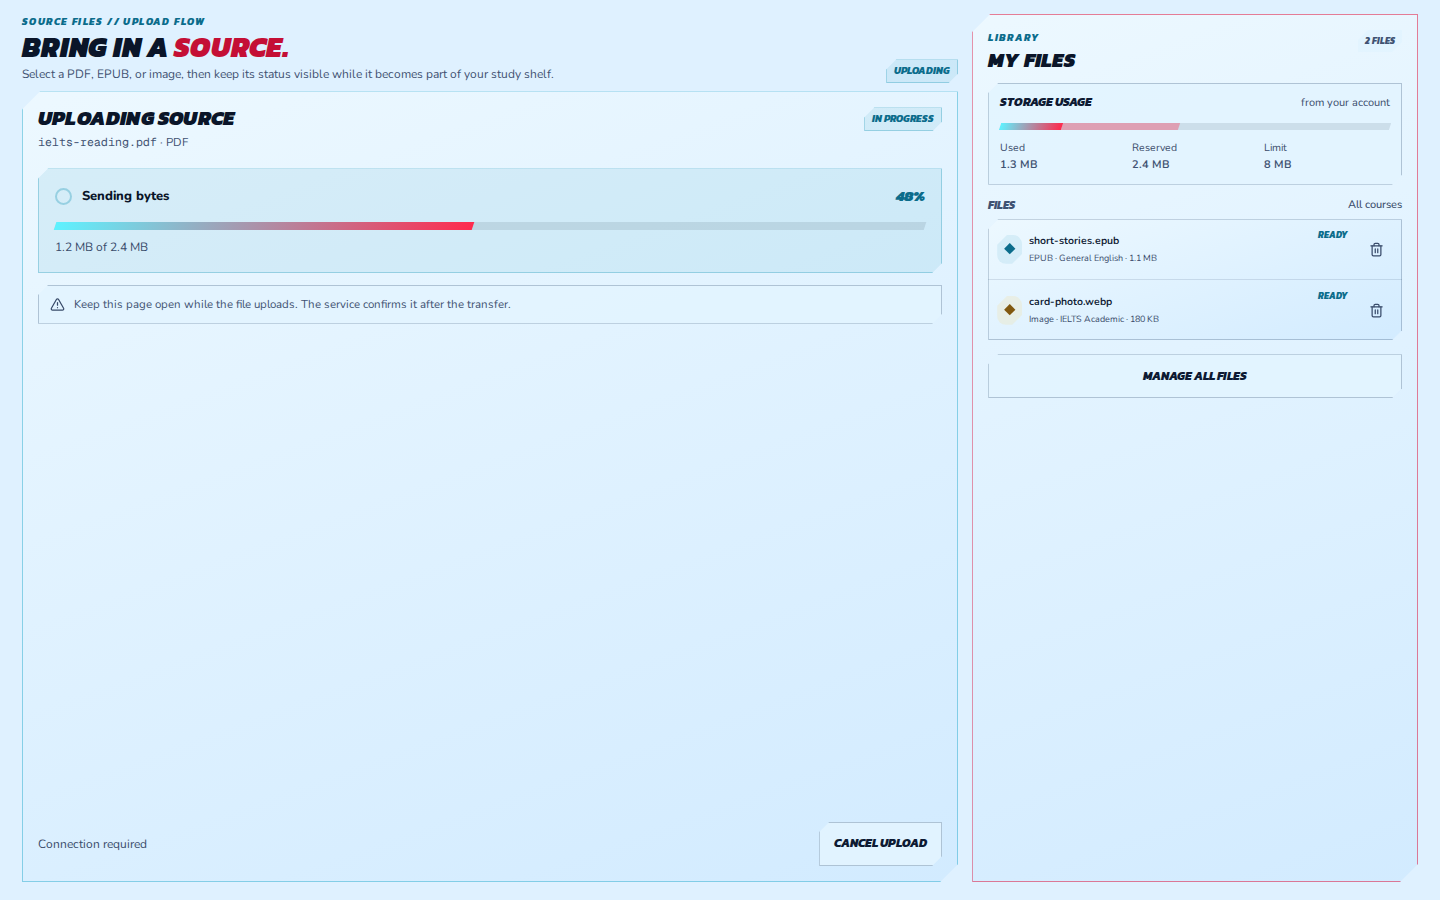 SOURCE FILES // UPLOAD FLOW
BRING IN A SOURCE.
Select a PDF, EPUB, or image, then keep its status visible while it becomes part of your study shelf.
UPLOADING
UPLOADING SOURCE
ielts-reading.pdf · PDF
IN PROGRESS
Sending bytes
48%
1.2 MB of 2.4 MB
Keep this page open while the file uploads. The service confirms it after the transfer.
Connection required
CANCEL UPLOAD
LIBRARY
MY FILES
2 FILES
STORAGE USAGE
from your account
Used
Reserved
Limit
1.3 MB
2.4 MB
8 MB
FILES
All courses
short-stories.epub
READY
EPUB · General English · 1.1 MB
card-photo.webp
READY
Image · IELTS Academic · 180 KB
MANAGE ALL FILES